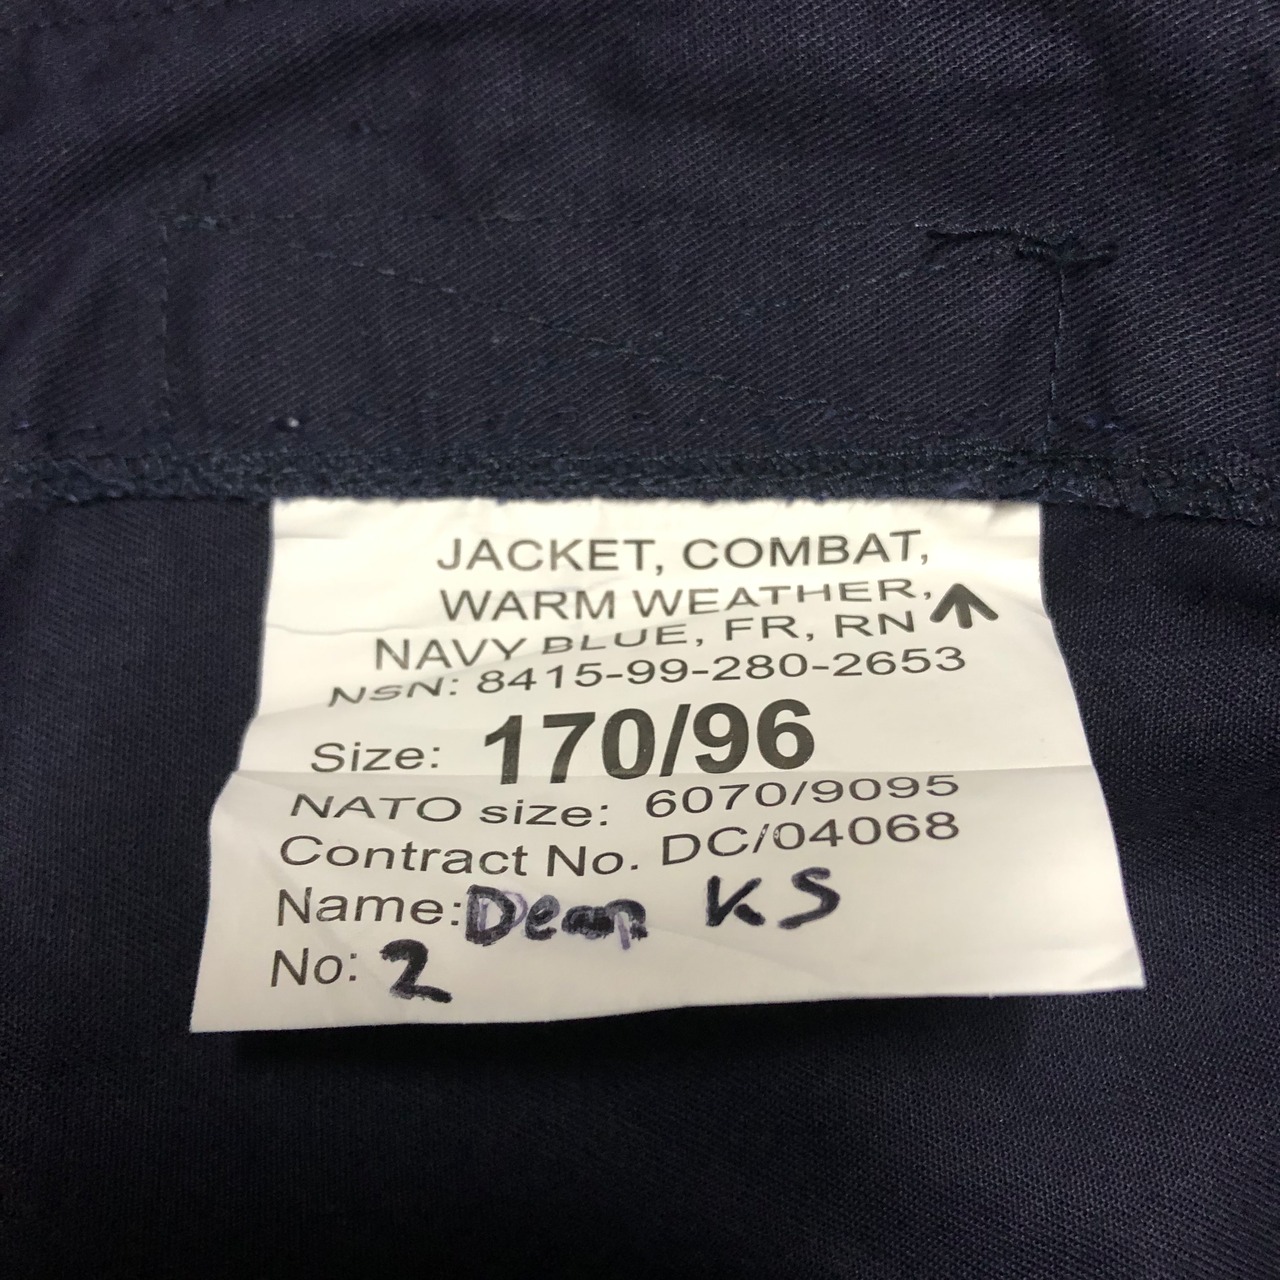 JACKET, COMBAT,
WARM WEATHER,
NAVY BLUE, FR, RN
NSN: 8415-99-280-2653
Size: 170/96
NATO size: 6070/9095
Contract No. DC/04068
Name: Dean KS
No: 2